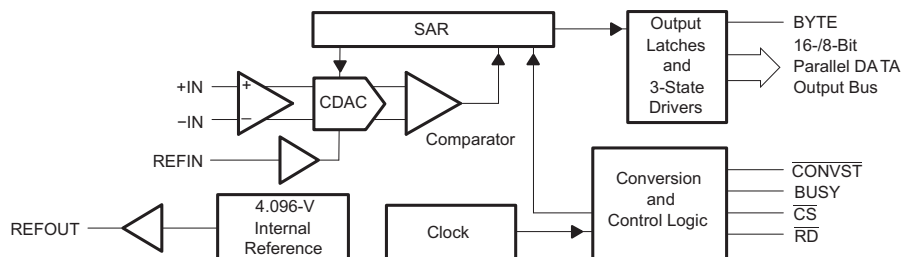 SAR
Output
Latches
and
3-State
Drivers
BYTE
16-/8-Bit
Parallel DATA
Output Bus
+IN
−IN
+
−
CDAC
Comparator
REFIN
CONVST
BUSY
CS
RD
Conversion
and
Control Logic
REFOUT
4.096-V
Internal
Reference
Clock